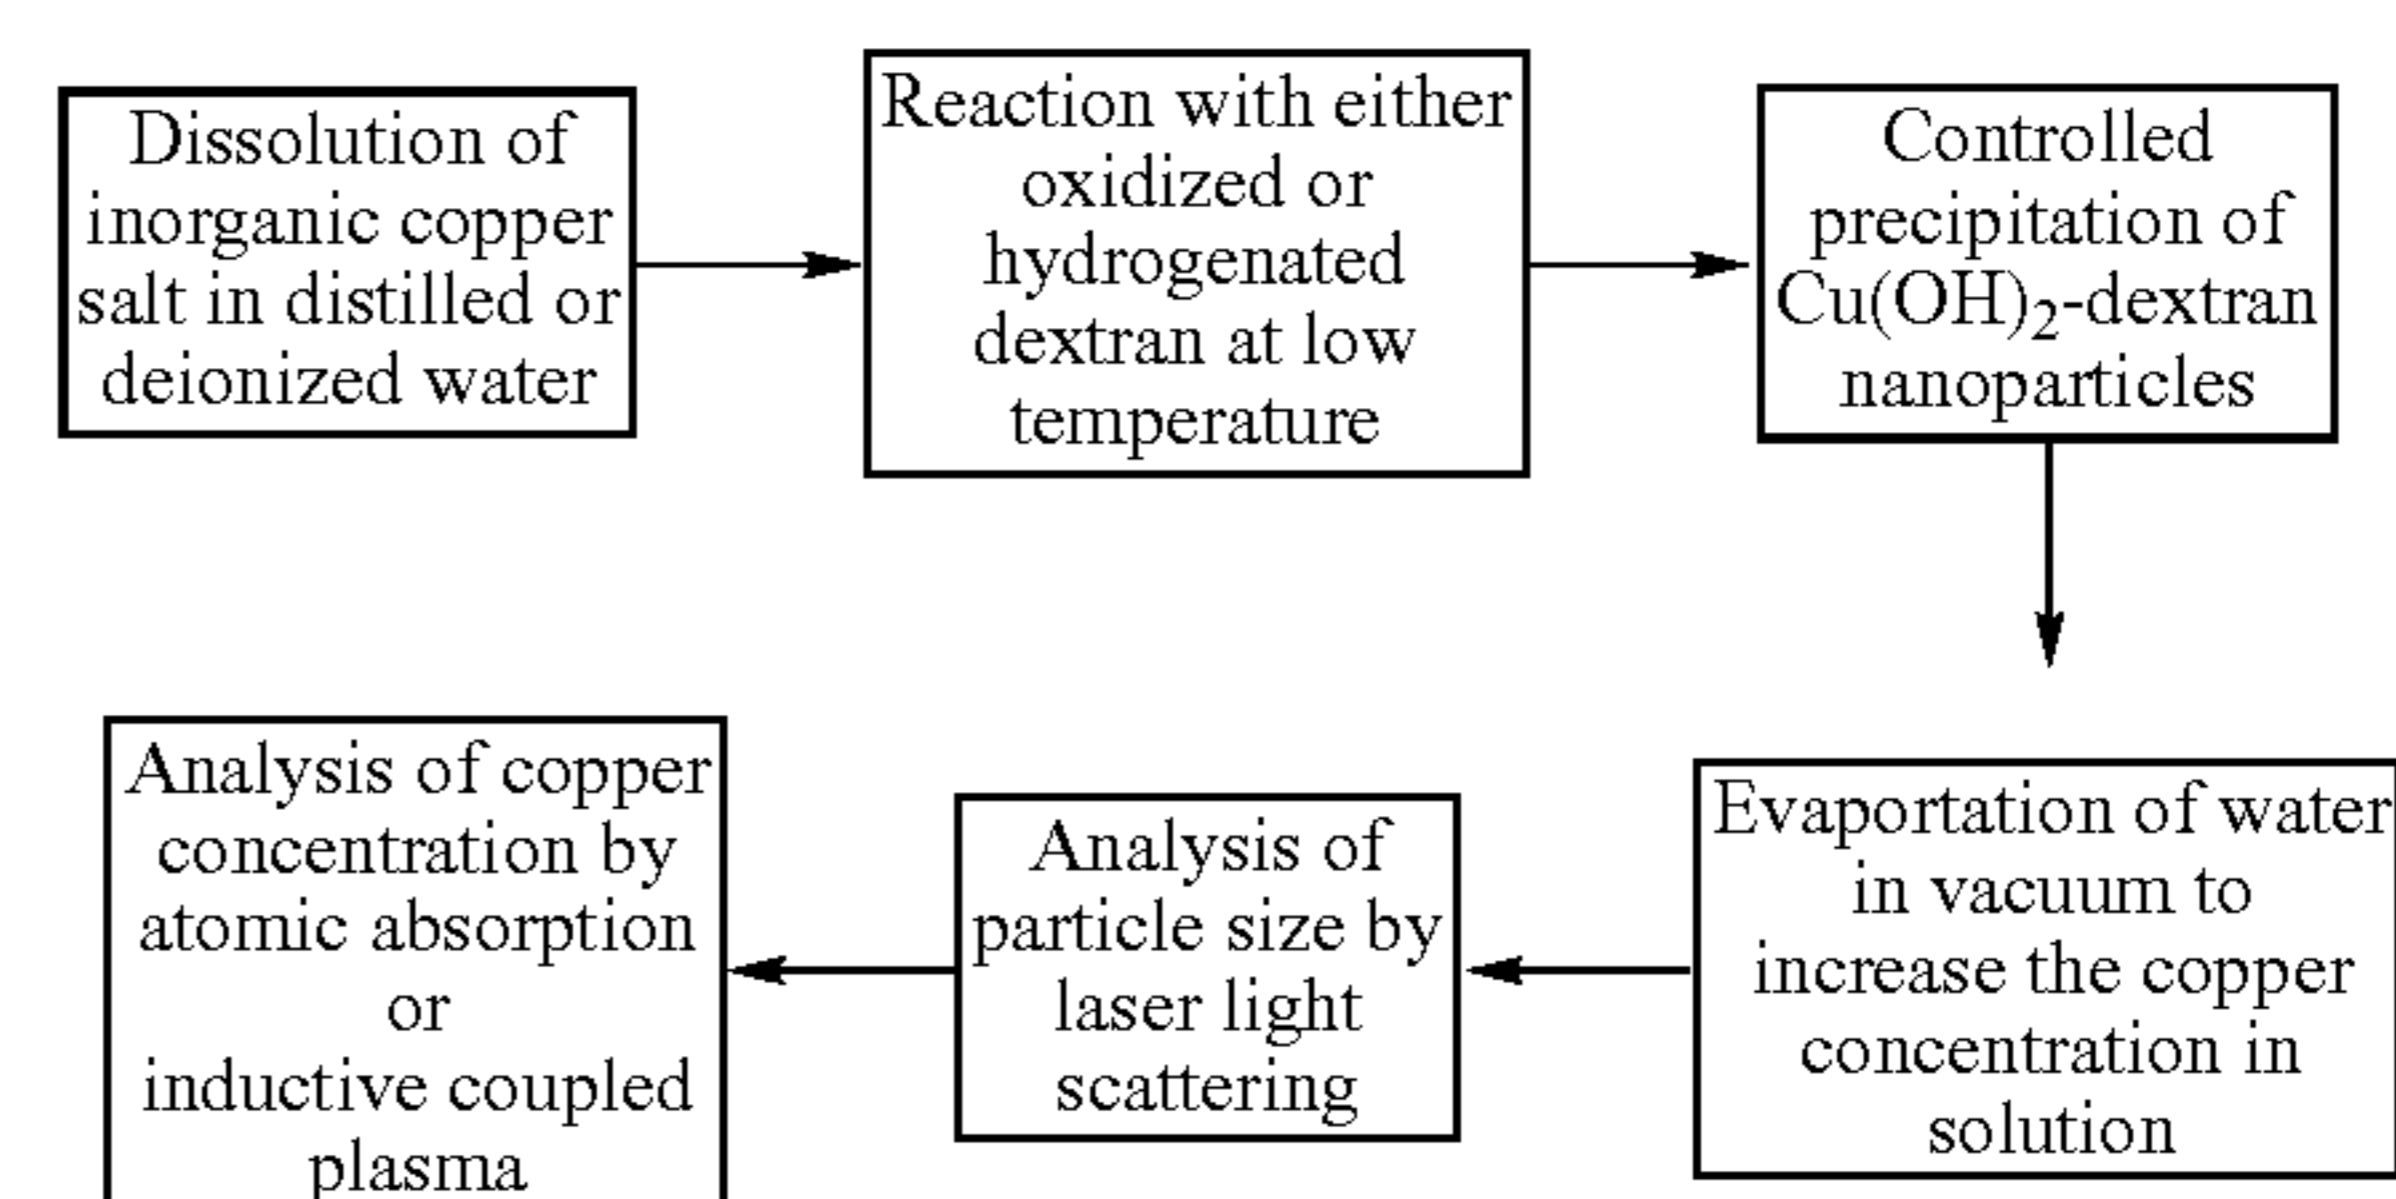 Dissolution of
inorganic copper
salt in distilled or
deionized water
Reaction with either
oxidized or
hydrogenated
dextran at low
temperature
Controlled
precipitation of
Cu(OH)₂-dextran
nanoparticles
Evaportation of water
in vacuum to
increase the copper
concentration in
solution
Analysis of
particle size by
laser light
scattering
Analysis of copper
concentration by
atomic absorption
or
inductive coupled
plasma